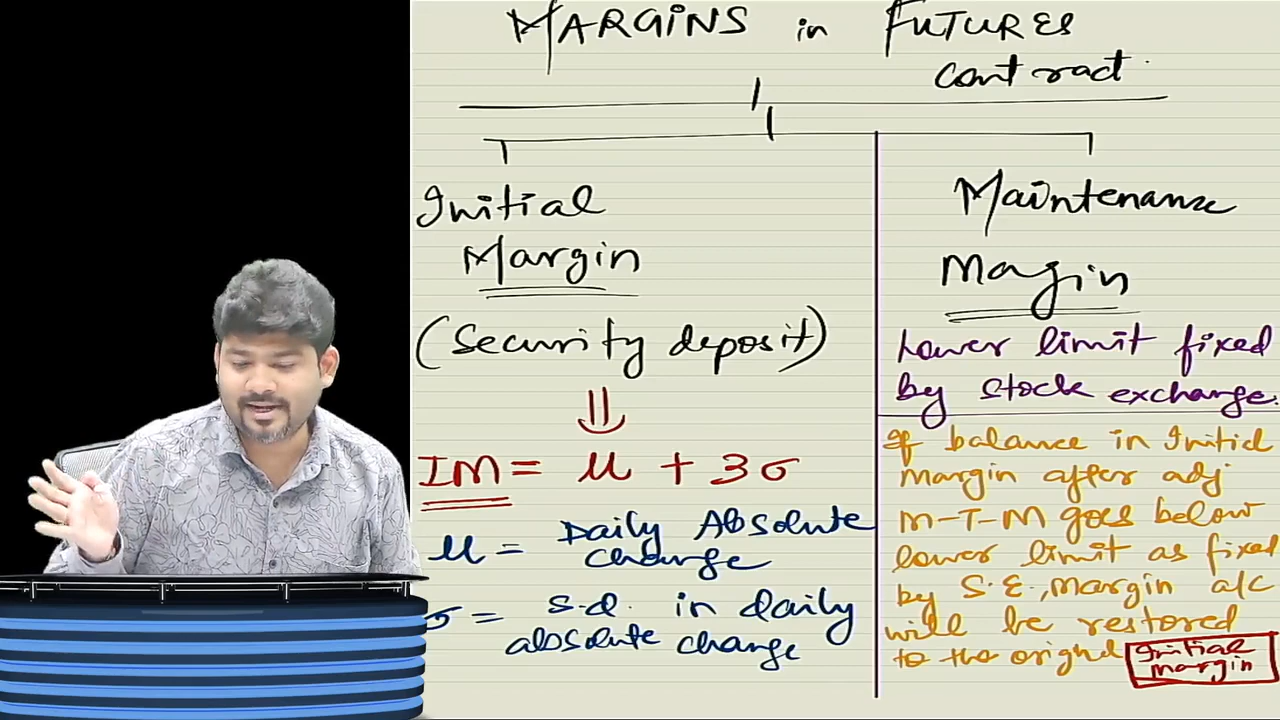 MARGINS in FUTURES
contract
Initial
Margin
(Security deposit)
IM = μ + 3σ
μ = Daily Absolute
change
σ = s.d. in daily
absolute change
Maintenance
Margin
Lower limit fixed
by stock exchange.
If balance in Initial
margin after adj
M-T-M goes below
lower limit as fixed
by S.E., margin a/c
will be restored
to the original Initial
margin